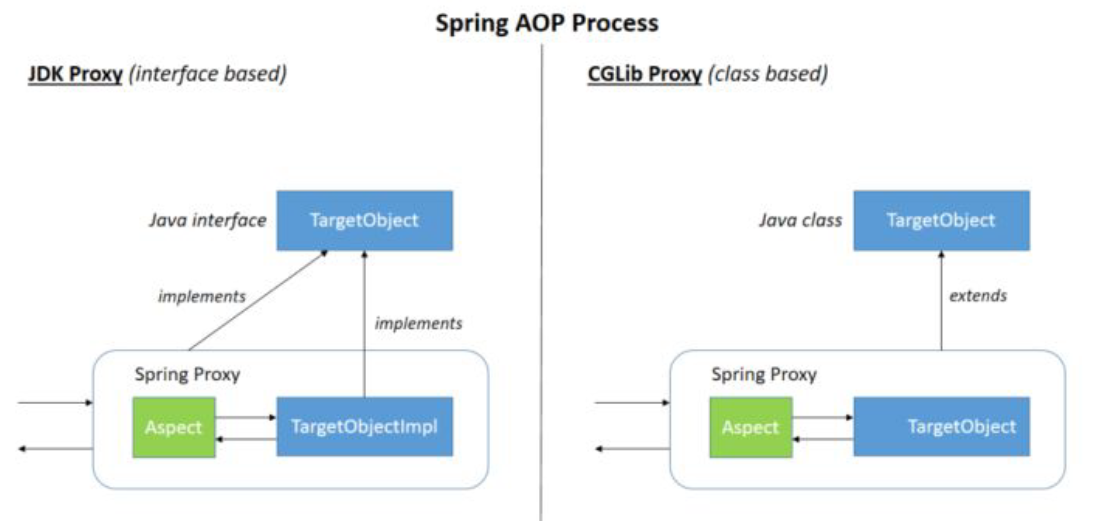 Spring AOP Process
JDK Proxy (interface based)
Java interface
TargetObject
implements
implements
Spring Proxy
Aspect
TargetObjectImpl
CGLib Proxy (class based)
Java class
TargetObject
extends
Spring Proxy
Aspect
TargetObject